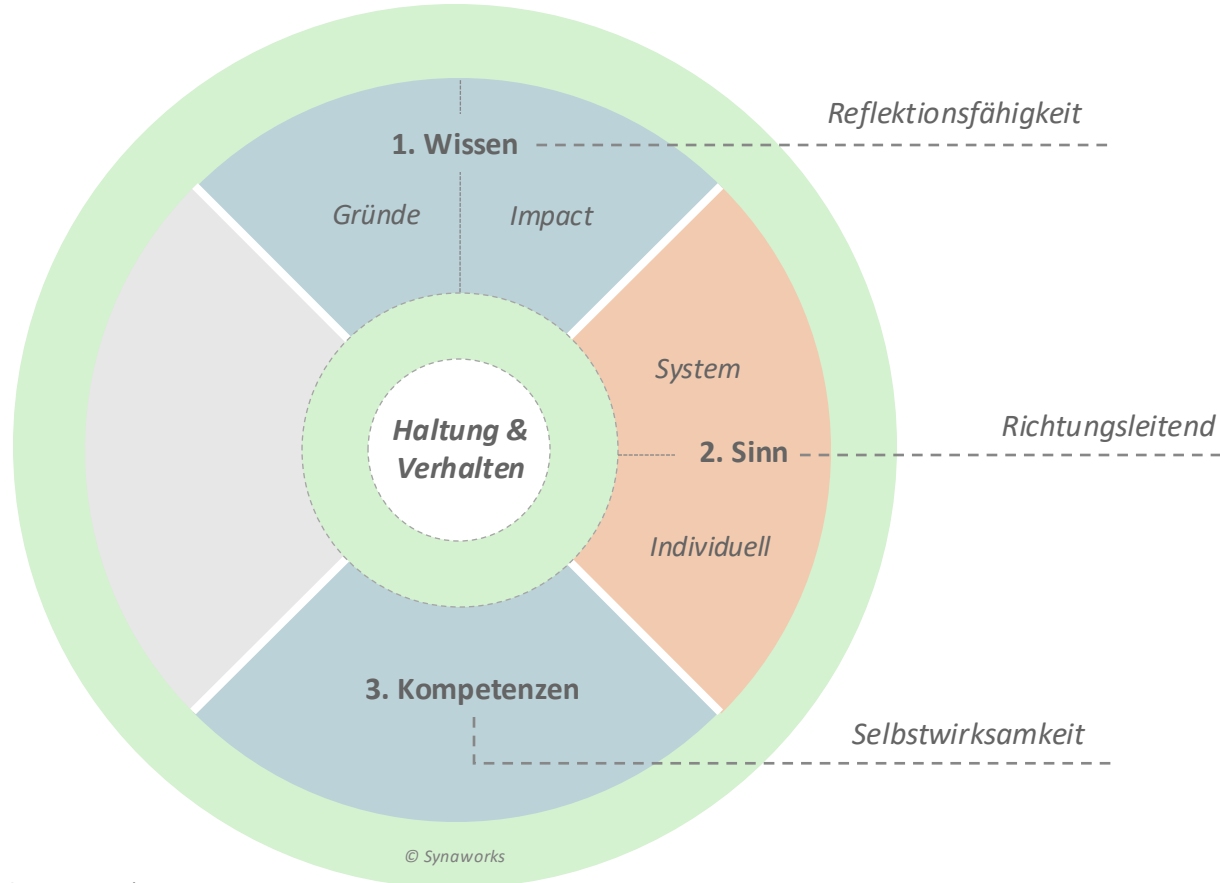 Reflektionsfähigkeit
1. Wissen
Gründe
Impact
System
Richtungsleitend
Haltung &
Verhalten
2. Sinn
Individuell
3. Kompetenzen
Selbstwirksamkeit
© Synaworks